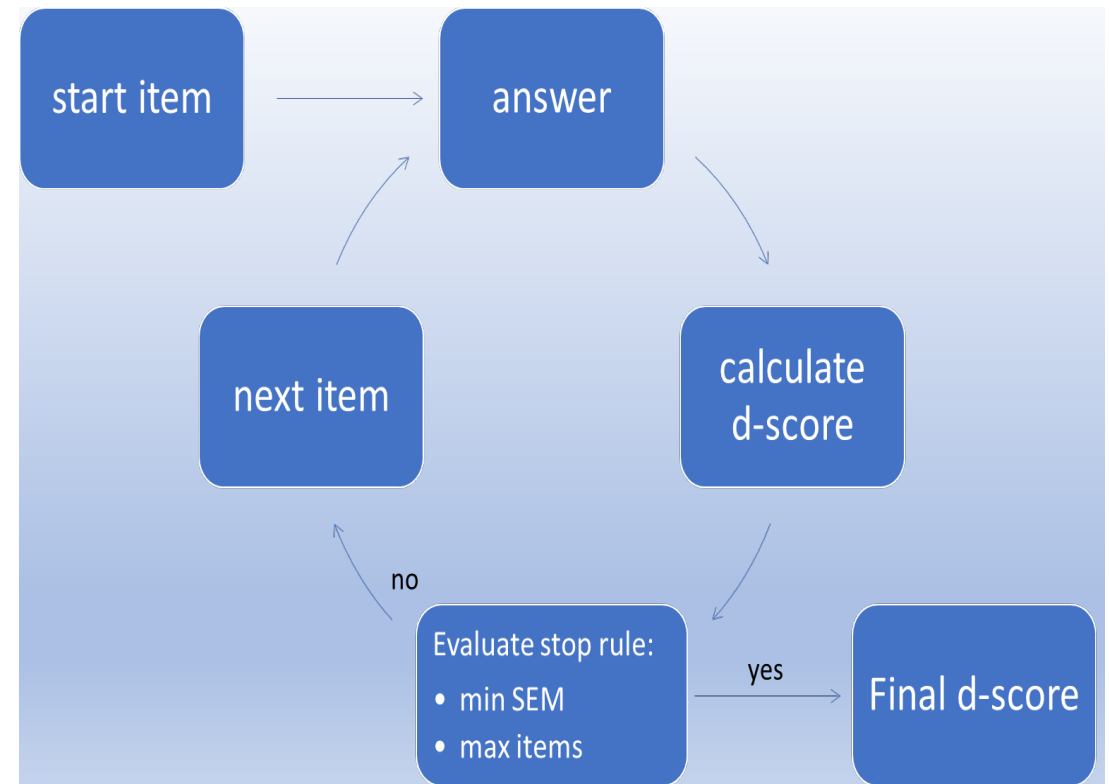 start item
answer
calculate
d-score
next item
no
Evaluate stop rule:
• min SEM
• max items
yes
Final d-score